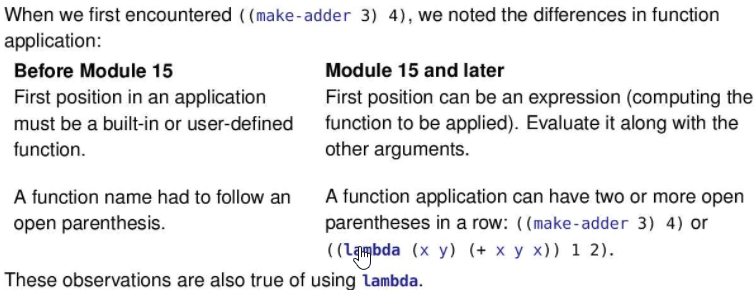 When we first encountered ((make-adder 3) 4), we noted the differences in function
application:
Before Module 15
First position in an application
must be a built-in or user-defined
function.
A function name had to follow an
open parenthesis.
Module 15 and later
First position can be an expression (computing the
function to be applied). Evaluate it along with the
other arguments.
A function application can have two or more open
parentheses in a row: ((make-adder 3) 4) or
((lambda (x y) (+ x y x)) 1 2).
These observations are also true of using lambda.